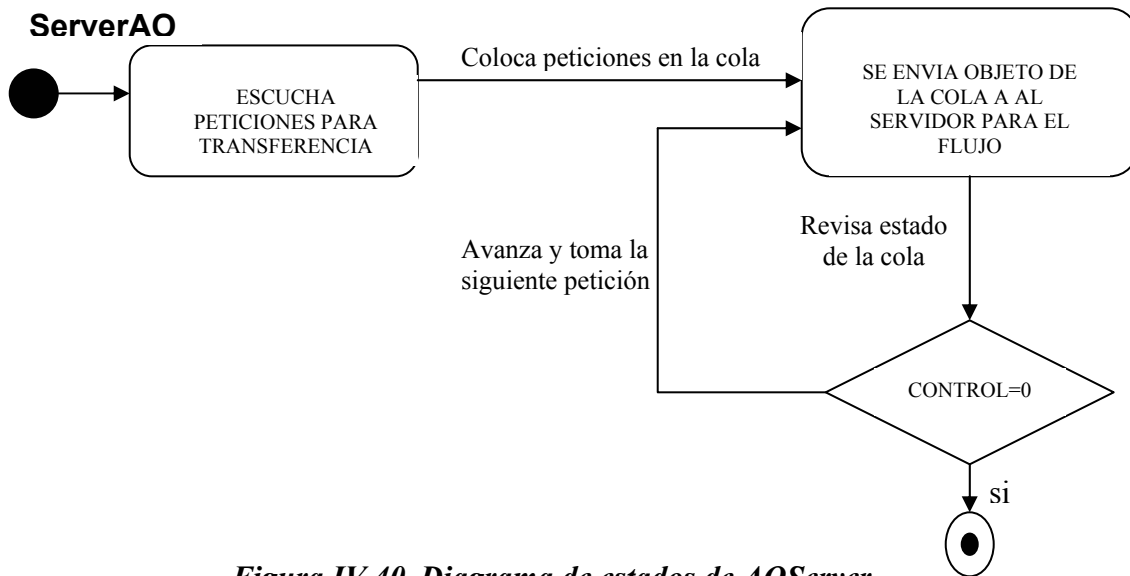 ServerAO
ESCUCHA
PETICIONES PARA
TRANSFERENCIA
Coloca peticiones en la cola
SE ENVIA OBJETO DE
LA COLA A AL
SERVIDOR PARA EL
FLUJO
Avanza y toma la
siguiente petición
Revisa estado
de la cola
CONTROL=0
si
Figura IV.40. Diagrama de estados de AOServer